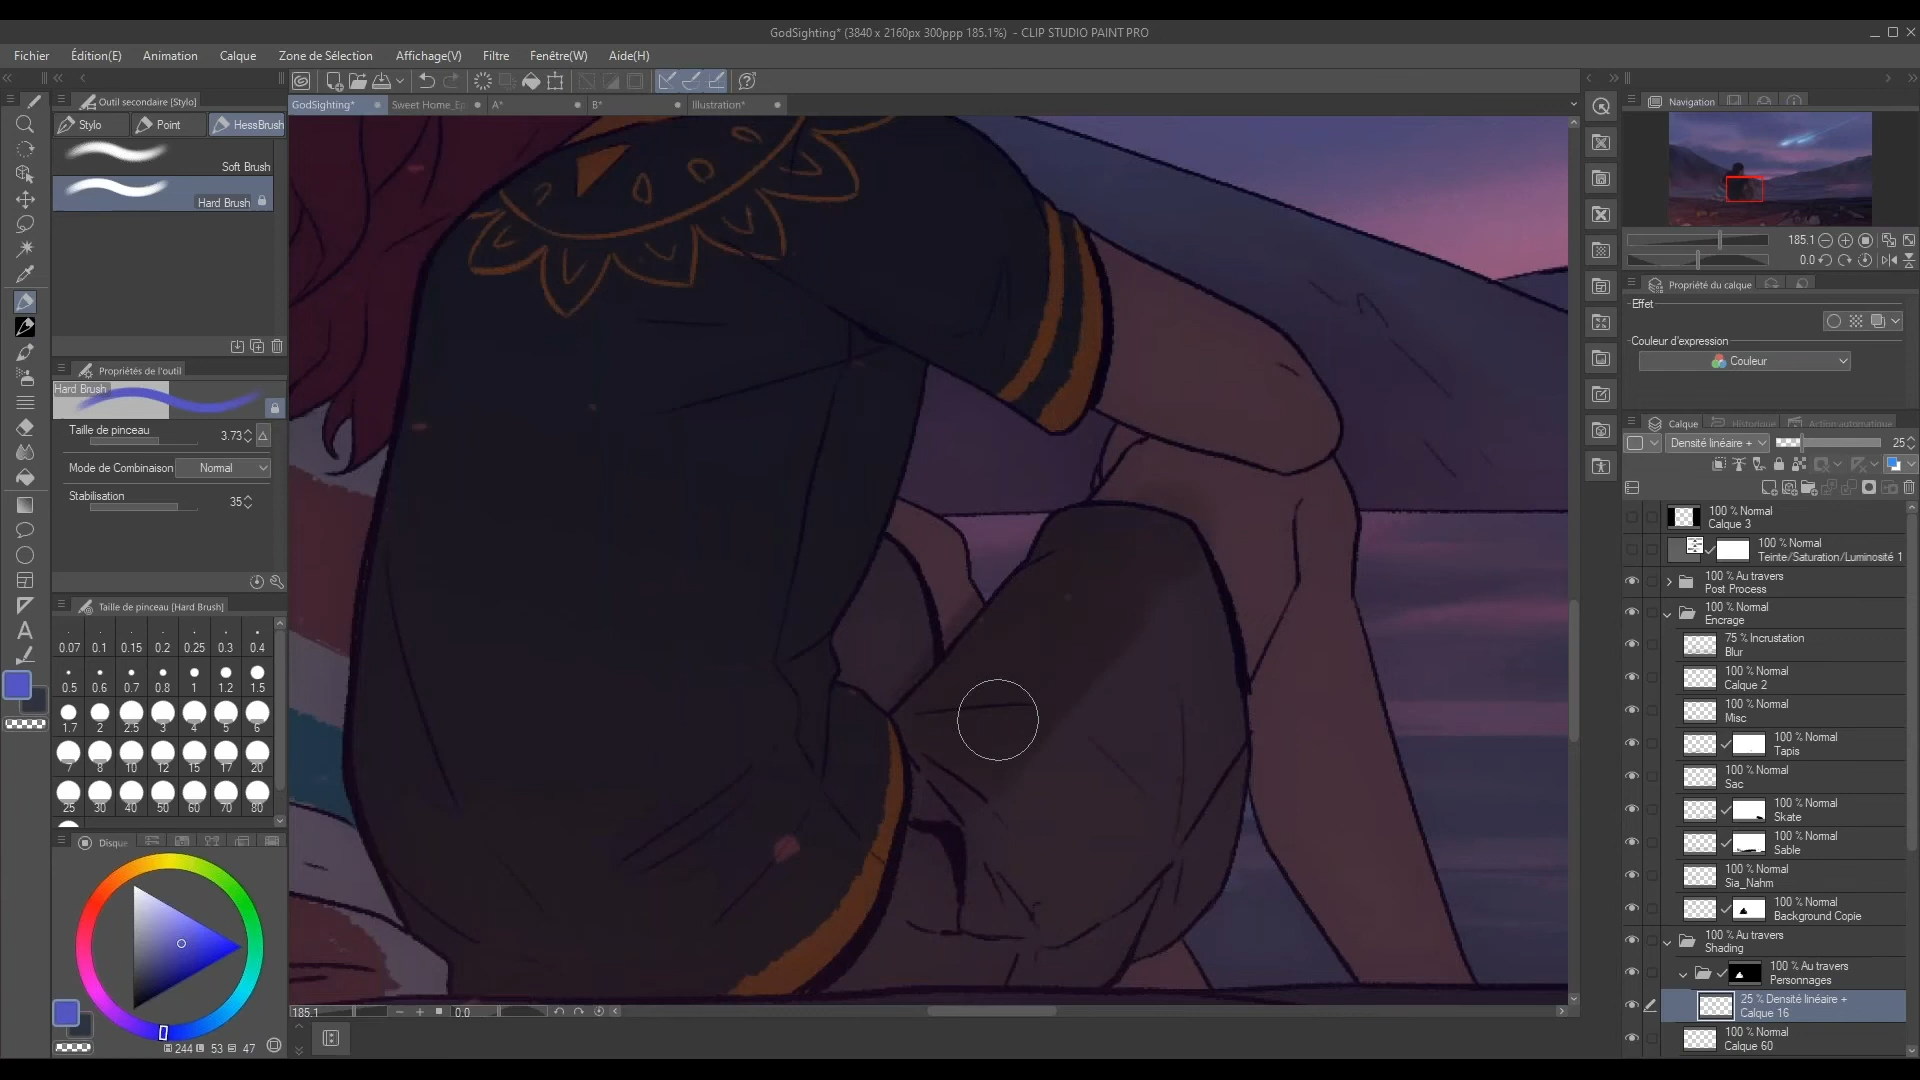 GodSighting* (3840 x 2160px 300ppp 185.1%)  - CLIP STUDIO PAINT PRO
Fichier
Édition(E)
Animation
Calque
Zone de Sélection
Affichage(V)
Filtre
Fenêtre(W)
Aide(H)
Outil secondaire [Stylo]
Stylo
Point
HessBrush
Soft Brush
Hard Brush
GodSighting*
Sweet Home_Ep
A*
B*
Illustration*
Propriétés de l'outil
Hard Brush
Taille de pinceau
3.73
Mode de Combinaison
Normal
Stabilisation
35
Taille de pinceau [Hard Brush]
0.07 0.1 0.15 0.2 0.25 0.3 0.4
0.5 0.6 0.7 0.8 1 1.2 1.5
1.7 2 2.5 3 4 5 6
7 8 10 12 15 17 20
25 30 40 50 60 70 80
Disque
244 53 47
185.1
0.0
Navigation
185.1
0.0
Propriété du calque
Effet
Couleur d'expression
Couleur
Calque
Historique
Action automatique
Densité linéaire +
25
100 % Normal
Calque 3
100 % Normal
Teinte/Saturation/Luminosité 1
100 % Au travers
Post Process
100 % Normal
Encrage
75 % Incrustation
Blur
100 % Normal
Calque 2
100 % Normal
Misc
100 % Normal
Tapis
100 % Normal
Sac
100 % Normal
Skate
100 % Normal
Sable
100 % Normal
Sia_Nahm
100 % Normal
Background Copie
100 % Au travers
Shading
100 % Au travers
Personnages
25 % Densité linéaire +
Calque 16
100 % Normal
Calque 60